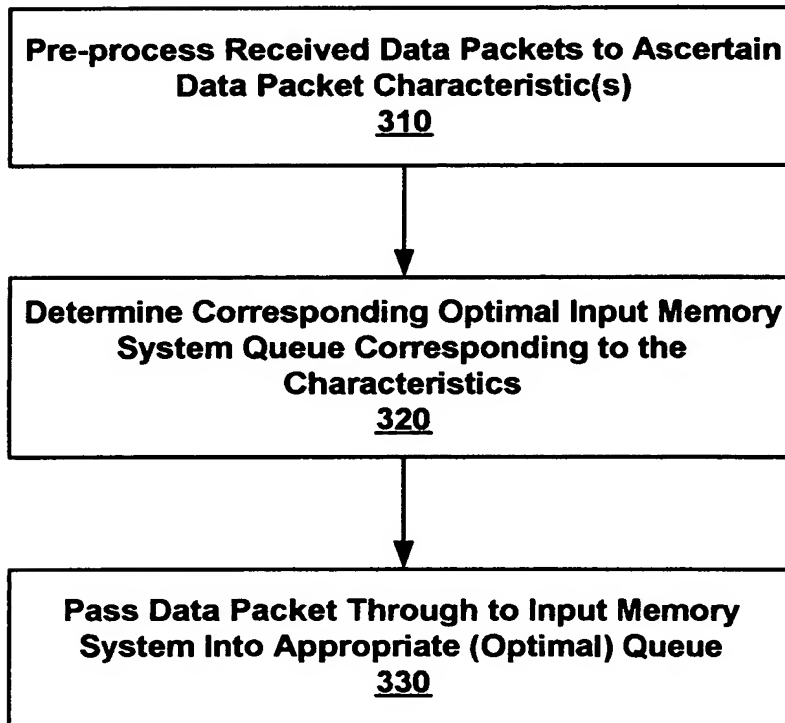 Pre-process Received Data Packets to Ascertain
Data Packet Characteristic(s)
310
Determine Corresponding Optimal Input Memory
System Queue Corresponding to the
Characteristics
320
Pass Data Packet Through to Input Memory
System Into Appropriate (Optimal) Queue
330